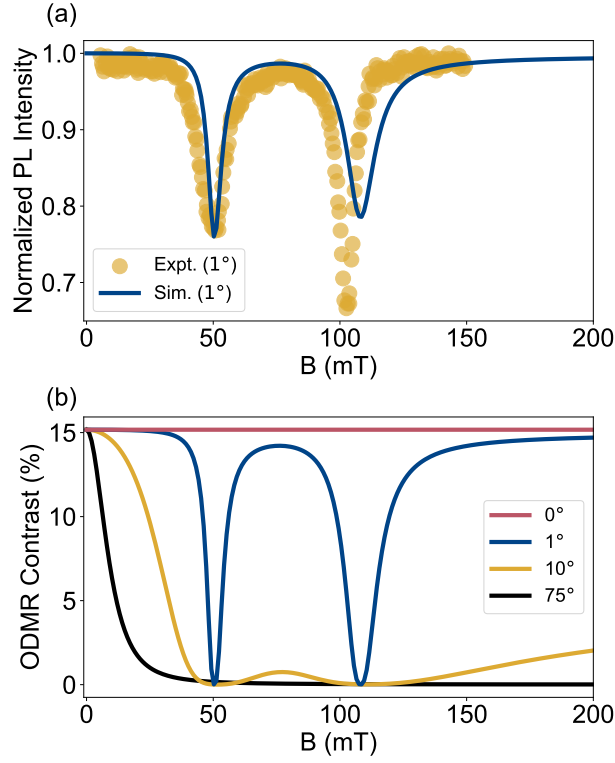 (a)
1.0
0.9
0.8
0.7
Normalized PL Intensity
Expt. (1°)
Sim. (1°)
0 50 100 150 200
B (mT)
(b)
15
10
5
0
ODMR Contrast (%)
0°
1°
10°
75°
0 50 100 150 200
B (mT)